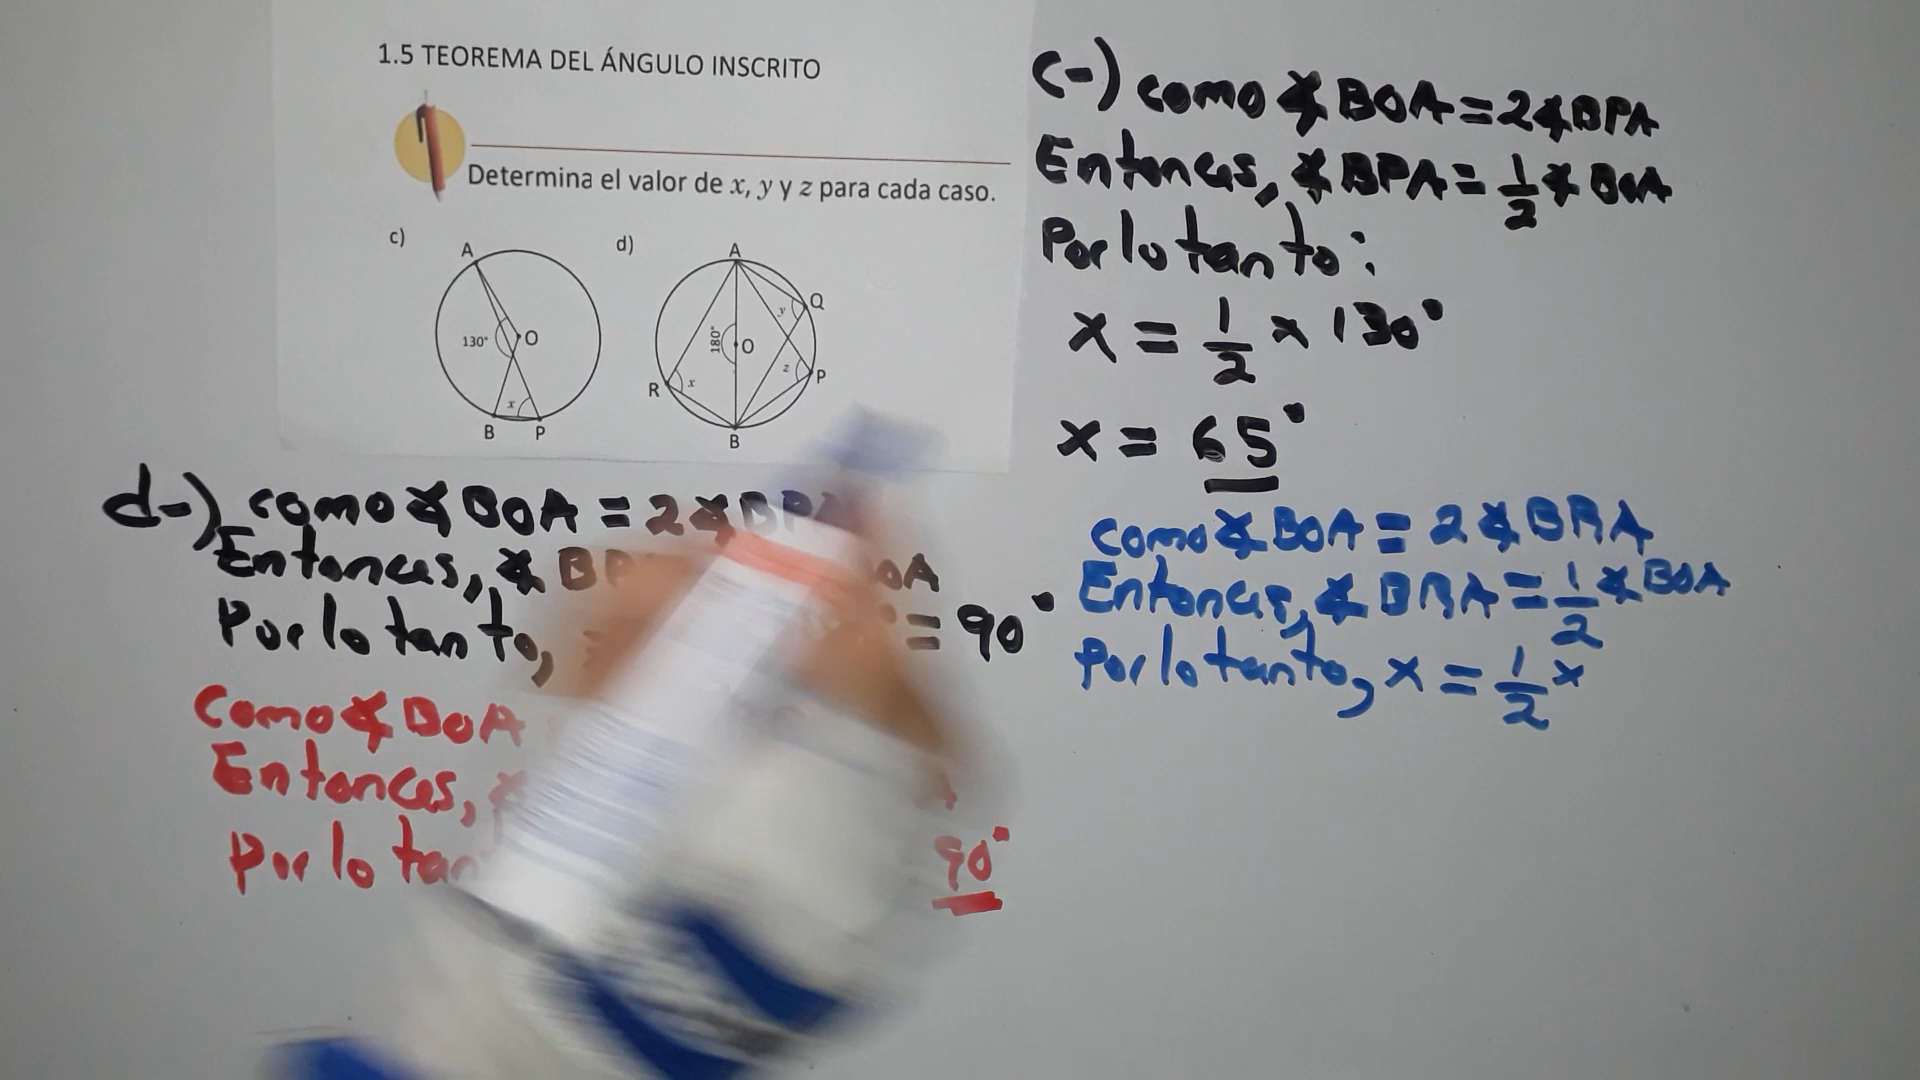 1.5 TEOREMA DEL ÁNGULO INSCRITO
Determina el valor de x, y y z para cada caso.
c)
A
130°
O
x
B P
d)
A
Q
y
180°
O
z
P
R
x
B
c-) como ∡ BOA = 2∡BPA
Entonces, ∡ BPA = 1/2 ∡ BOA
Por lo tanto:
x = 1/2 × 130°
x = 65°
d-) como ∡ BOA = 2∡BPA
Entonces, ∡ BP OA
Por lo tanto, = 90°
Como ∡ BOA
Entonces, ∡ A
Por lo tan 90°
Como ∡ BOA = 2 ∡ BRA
Entonces, ∡ BRA = 1/2 ∡ BOA
Por lo tanto, x = 1/2 ×